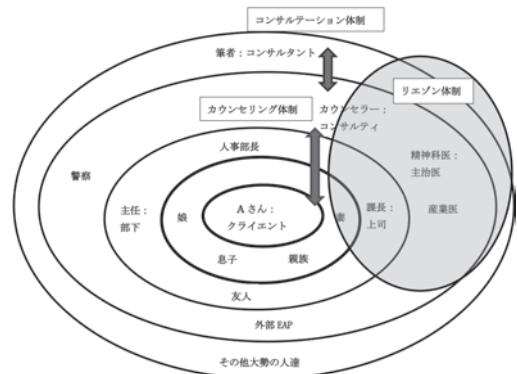 コンサルテーション体制
筆者：コンサルタント
リエゾン体制
カウンセリング体制
カウンセラー：
コンサルティ
人事部長
精神科医：
主治医
警察
主任：
部下
娘
Aさん：
クライエント
妻
課長：
上司
産業医
息子
親族
友人
外部EAP
その他大勢の人達